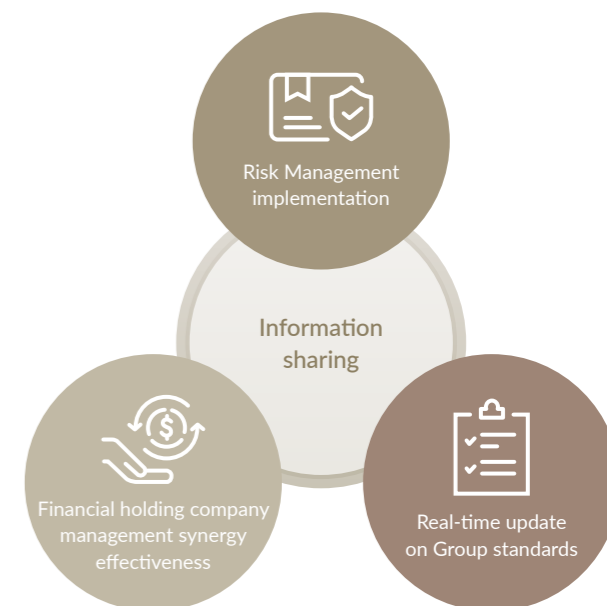 Risk Management
implementation
Information
sharing
$
Financial holding company
management synergy
effectiveness
Real-time update
on Group standards